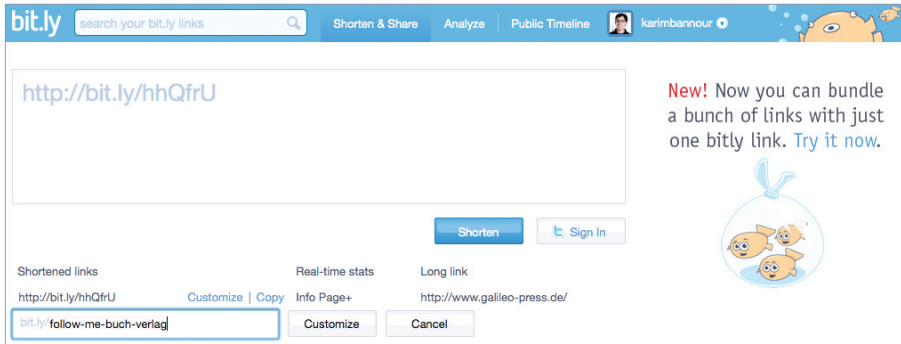 bit.ly search your bit.ly links Shorten & Share Analyze Public Timeline karimbannour
http://bit.ly/hhQfrU
New! Now you can bundle
a bunch of links with just
one bitly link. Try it now.
Shorten Sign In
Shortened links Real-time stats Long link
http://bit.ly/hhQfrU Customize | Copy Info Page+ http://www.galileo-press.de/
bit.ly/follow-me-buch-verlag Customize Cancel